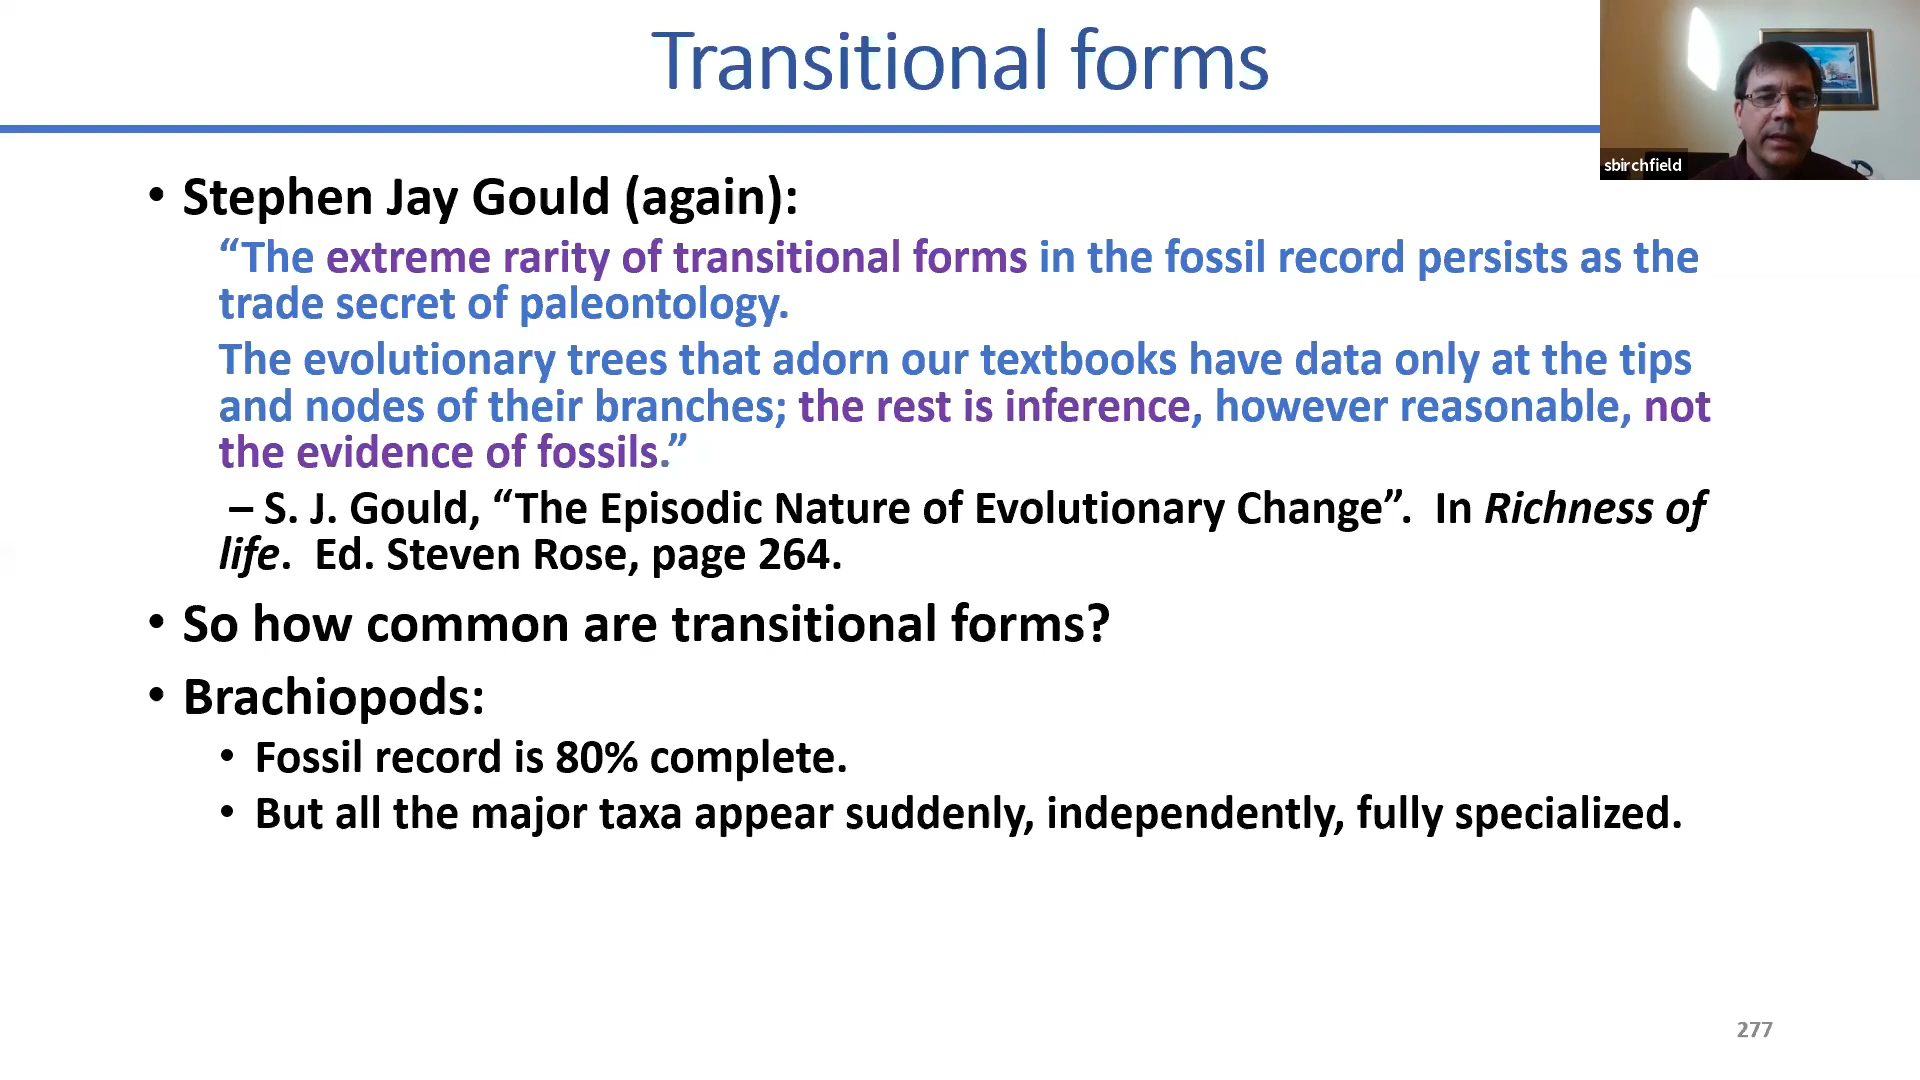 Transitional forms
sbirchfield
• Stephen Jay Gould (again):
“The extreme rarity of transitional forms in the fossil record persists as the
trade secret of paleontology.
The evolutionary trees that adorn our textbooks have data only at the tips
and nodes of their branches; the rest is inference, however reasonable, not
the evidence of fossils.”
– S. J. Gould, “The Episodic Nature of Evolutionary Change”. In Richness of
life. Ed. Steven Rose, page 264.
• So how common are transitional forms?
• Brachiopods:
• Fossil record is 80% complete.
• But all the major taxa appear suddenly, independently, fully specialized.
277